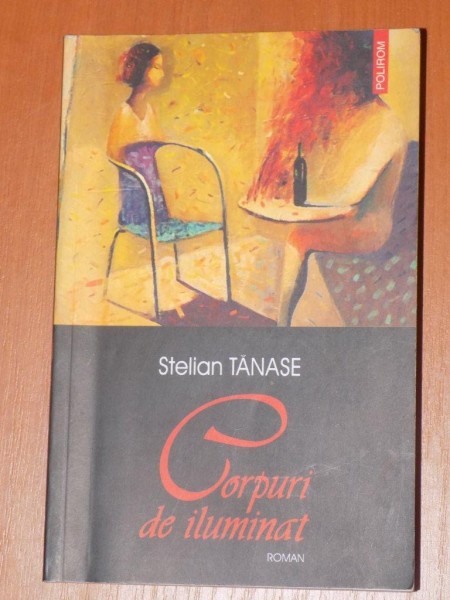 POLIROM
Stelian TĂNASE
Corpuri
de iluminat
ROMAN